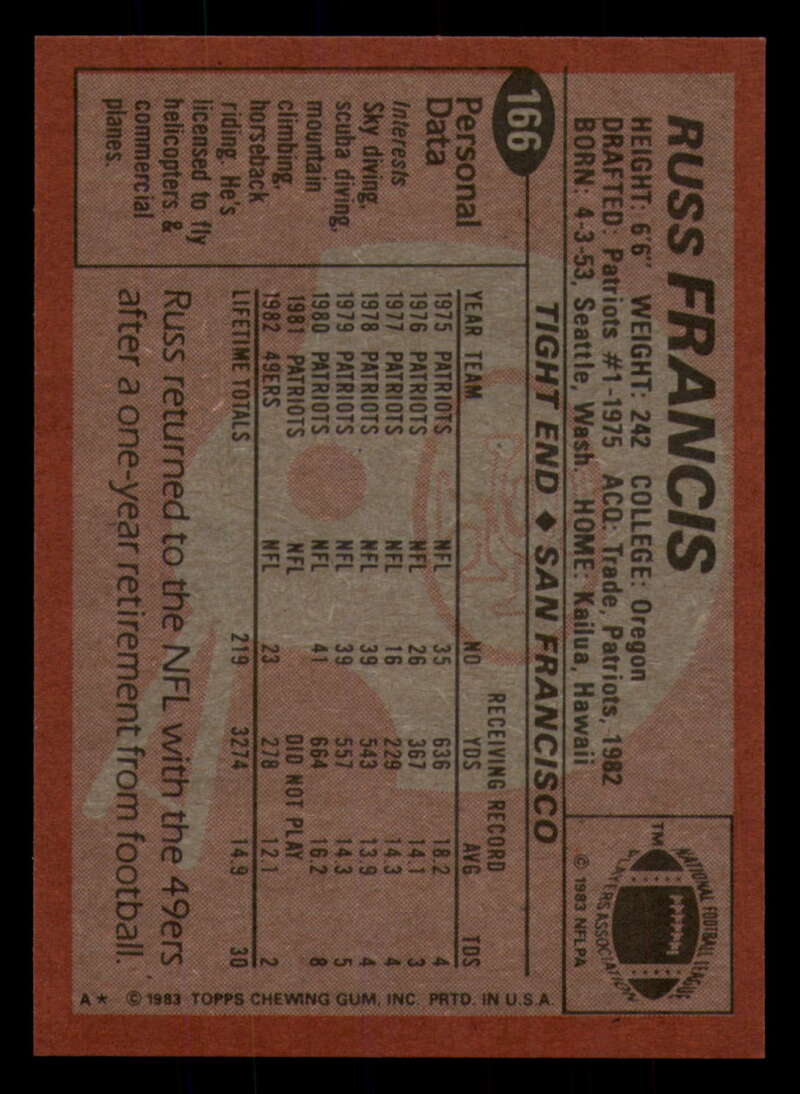 166
RUSS FRANCIS
HEIGHT: 6'6" WEIGHT: 242 COLLEGE: Oregon
DRAFTED: Patriots #1-1975 ACQ: Trade, Patriots, 1982
BORN: 4-3-53, Seattle, Wash. HOME: Kailua, Hawaii
NATIONAL FOOTBALL LEAGUE
PLAYERS ASSOCIATION
TM
© 1983 NFLPA
TIGHT END ◆ SAN FRANCISCO
Personal
Data
Interests
Sky diving,
scuba diving,
mountain
climbing,
horseback
riding. He's
licensed to fly
helicopters &
commercial
planes.
RECEIVING RECORD
YEAR TEAM NO YDS AVG TDS
1975 PATRIOTS NFL 35 636 18.2 4
1976 PATRIOTS NFL 26 367 14.1 3
1977 PATRIOTS NFL 16 229 14.3 4
1978 PATRIOTS NFL 39 543 13.9 4
1979 PATRIOTS NFL 39 557 14.3 5
1980 PATRIOTS NFL 41 664 16.2 8
1981 PATRIOTS NFL DID NOT PLAY
1982 49ERS NFL 23 278 12.1 2
LIFETIME TOTALS 219 3274 14.9 30
Russ returned to the NFL with the 49ers
after a one-year retirement from football.
A* © 1983 TOPPS CHEWING GUM, INC. PRTD. IN U.S.A.